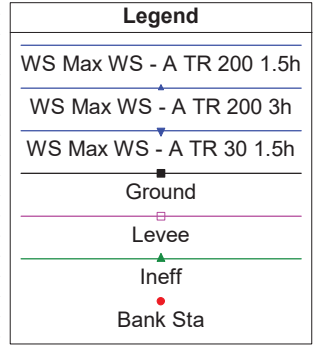 Legend
WS Max WS - A TR 200 1.5h
WS Max WS - A TR 200 3h
WS Max WS - A TR 30 1.5h
Ground
Levee
Ineff
Bank Sta